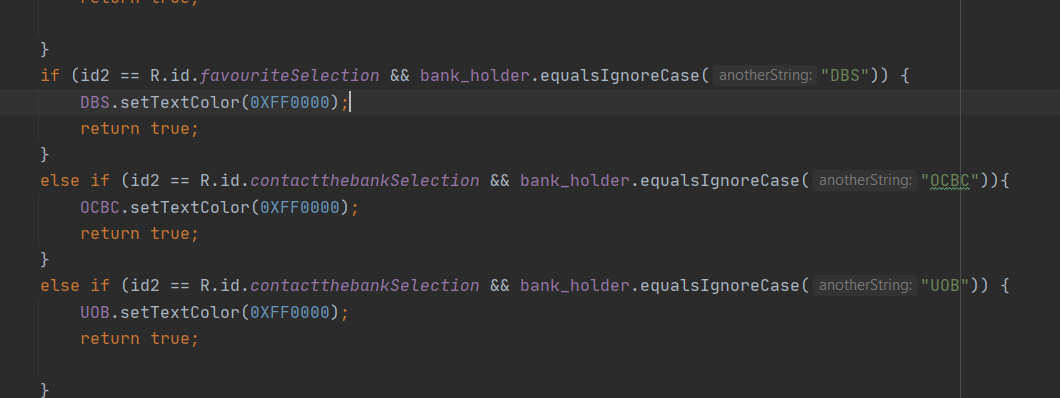 return true;
}
if (id2 == R.id.favouriteSelection && bank_holder.equalsIgnoreCase( anotherString: "DBS")) {
DBS.setTextColor(0XFF0000);
return true;
}
else if (id2 == R.id.contactthebankSelection && bank_holder.equalsIgnoreCase( anotherString: "OCBC")){
OCBC.setTextColor(0XFF0000);
return true;
}
else if (id2 == R.id.contactthebankSelection && bank_holder.equalsIgnoreCase( anotherString: "UOB")) {
UOB.setTextColor(0XFF0000);
return true;
}